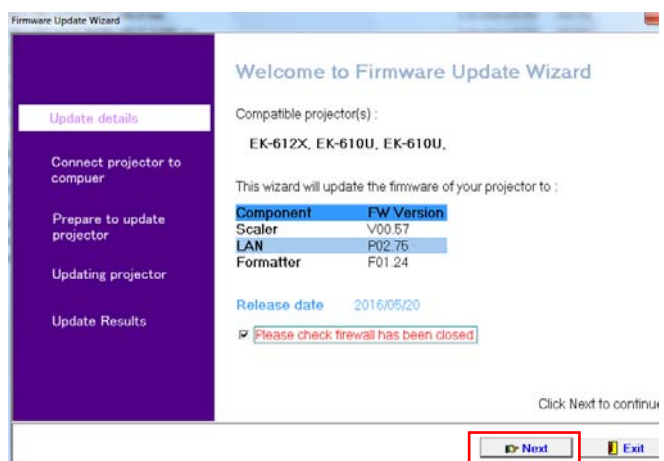 Firmware Update Wizard
Welcome to Firmware Update Wizard
Update details
Compatible projector(s) :
EK-612X, EK-610U, EK-610U,
Connect projector to
compuer
This wizard will update the firmware of your projector to :
Component FW Version
Scaler V00.57
LAN P02.75
Formatter F01.24
Prepare to update
projector
Updating projector
Release date 2016/05/20
Update Results
Please check firewall has been closed.
Click Next to continue
Next Exit